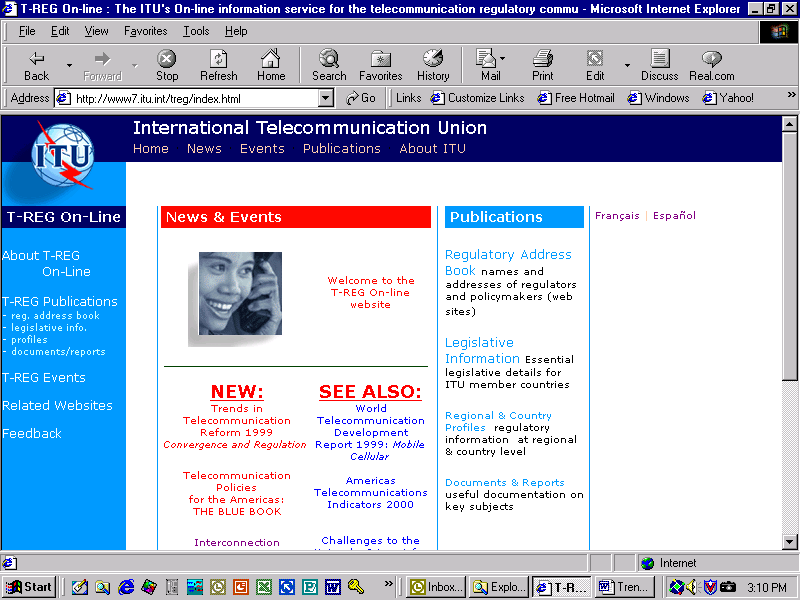 T-REG On-line : The ITU's On-line information service for the telecommunication regulatory commu - Microsoft Internet Explorer
File Edit View Favorites Tools Help
Back Forward Stop Refresh Home Search Favorites History Mail Print Edit Discuss Real.com
Address http://www7.itu.int/treg/index.html Go Links Customize Links Free Hotmail Windows Yahoo! »
ITU
International Telecommunication Union
Home News Events Publications About ITU
T-REG On-Line
About T-REG
On-Line
T-REG Publications
- reg. address book
- legislative info.
- profiles
- documents/reports
T-REG Events
Related Websites
Feedback
News & Events
Welcome to the
T-REG On-line
website
NEW:
Trends in
Telecommunication
Reform 1999
Convergence and Regulation
Telecommunication
Policies
for the Americas:
THE BLUE BOOK
Interconnection
SEE ALSO:
World
Telecommunication
Development
Report 1999: Mobile
Cellular
Americas
Telecommunications
Indicators 2000
Challenges to the
Publications
Regulatory Address
Book names and
addresses of regulators
and policymakers (web
sites)
Legislative
Information Essential
legislative details for
ITU member countries
Regional & Country
Profiles regulatory
information at regional
& country level
Documents & Reports
useful documentation on
key subjects
Français | Español
Internet
Start » Inbox... Explo... T-R... Tren... 3:10 PM